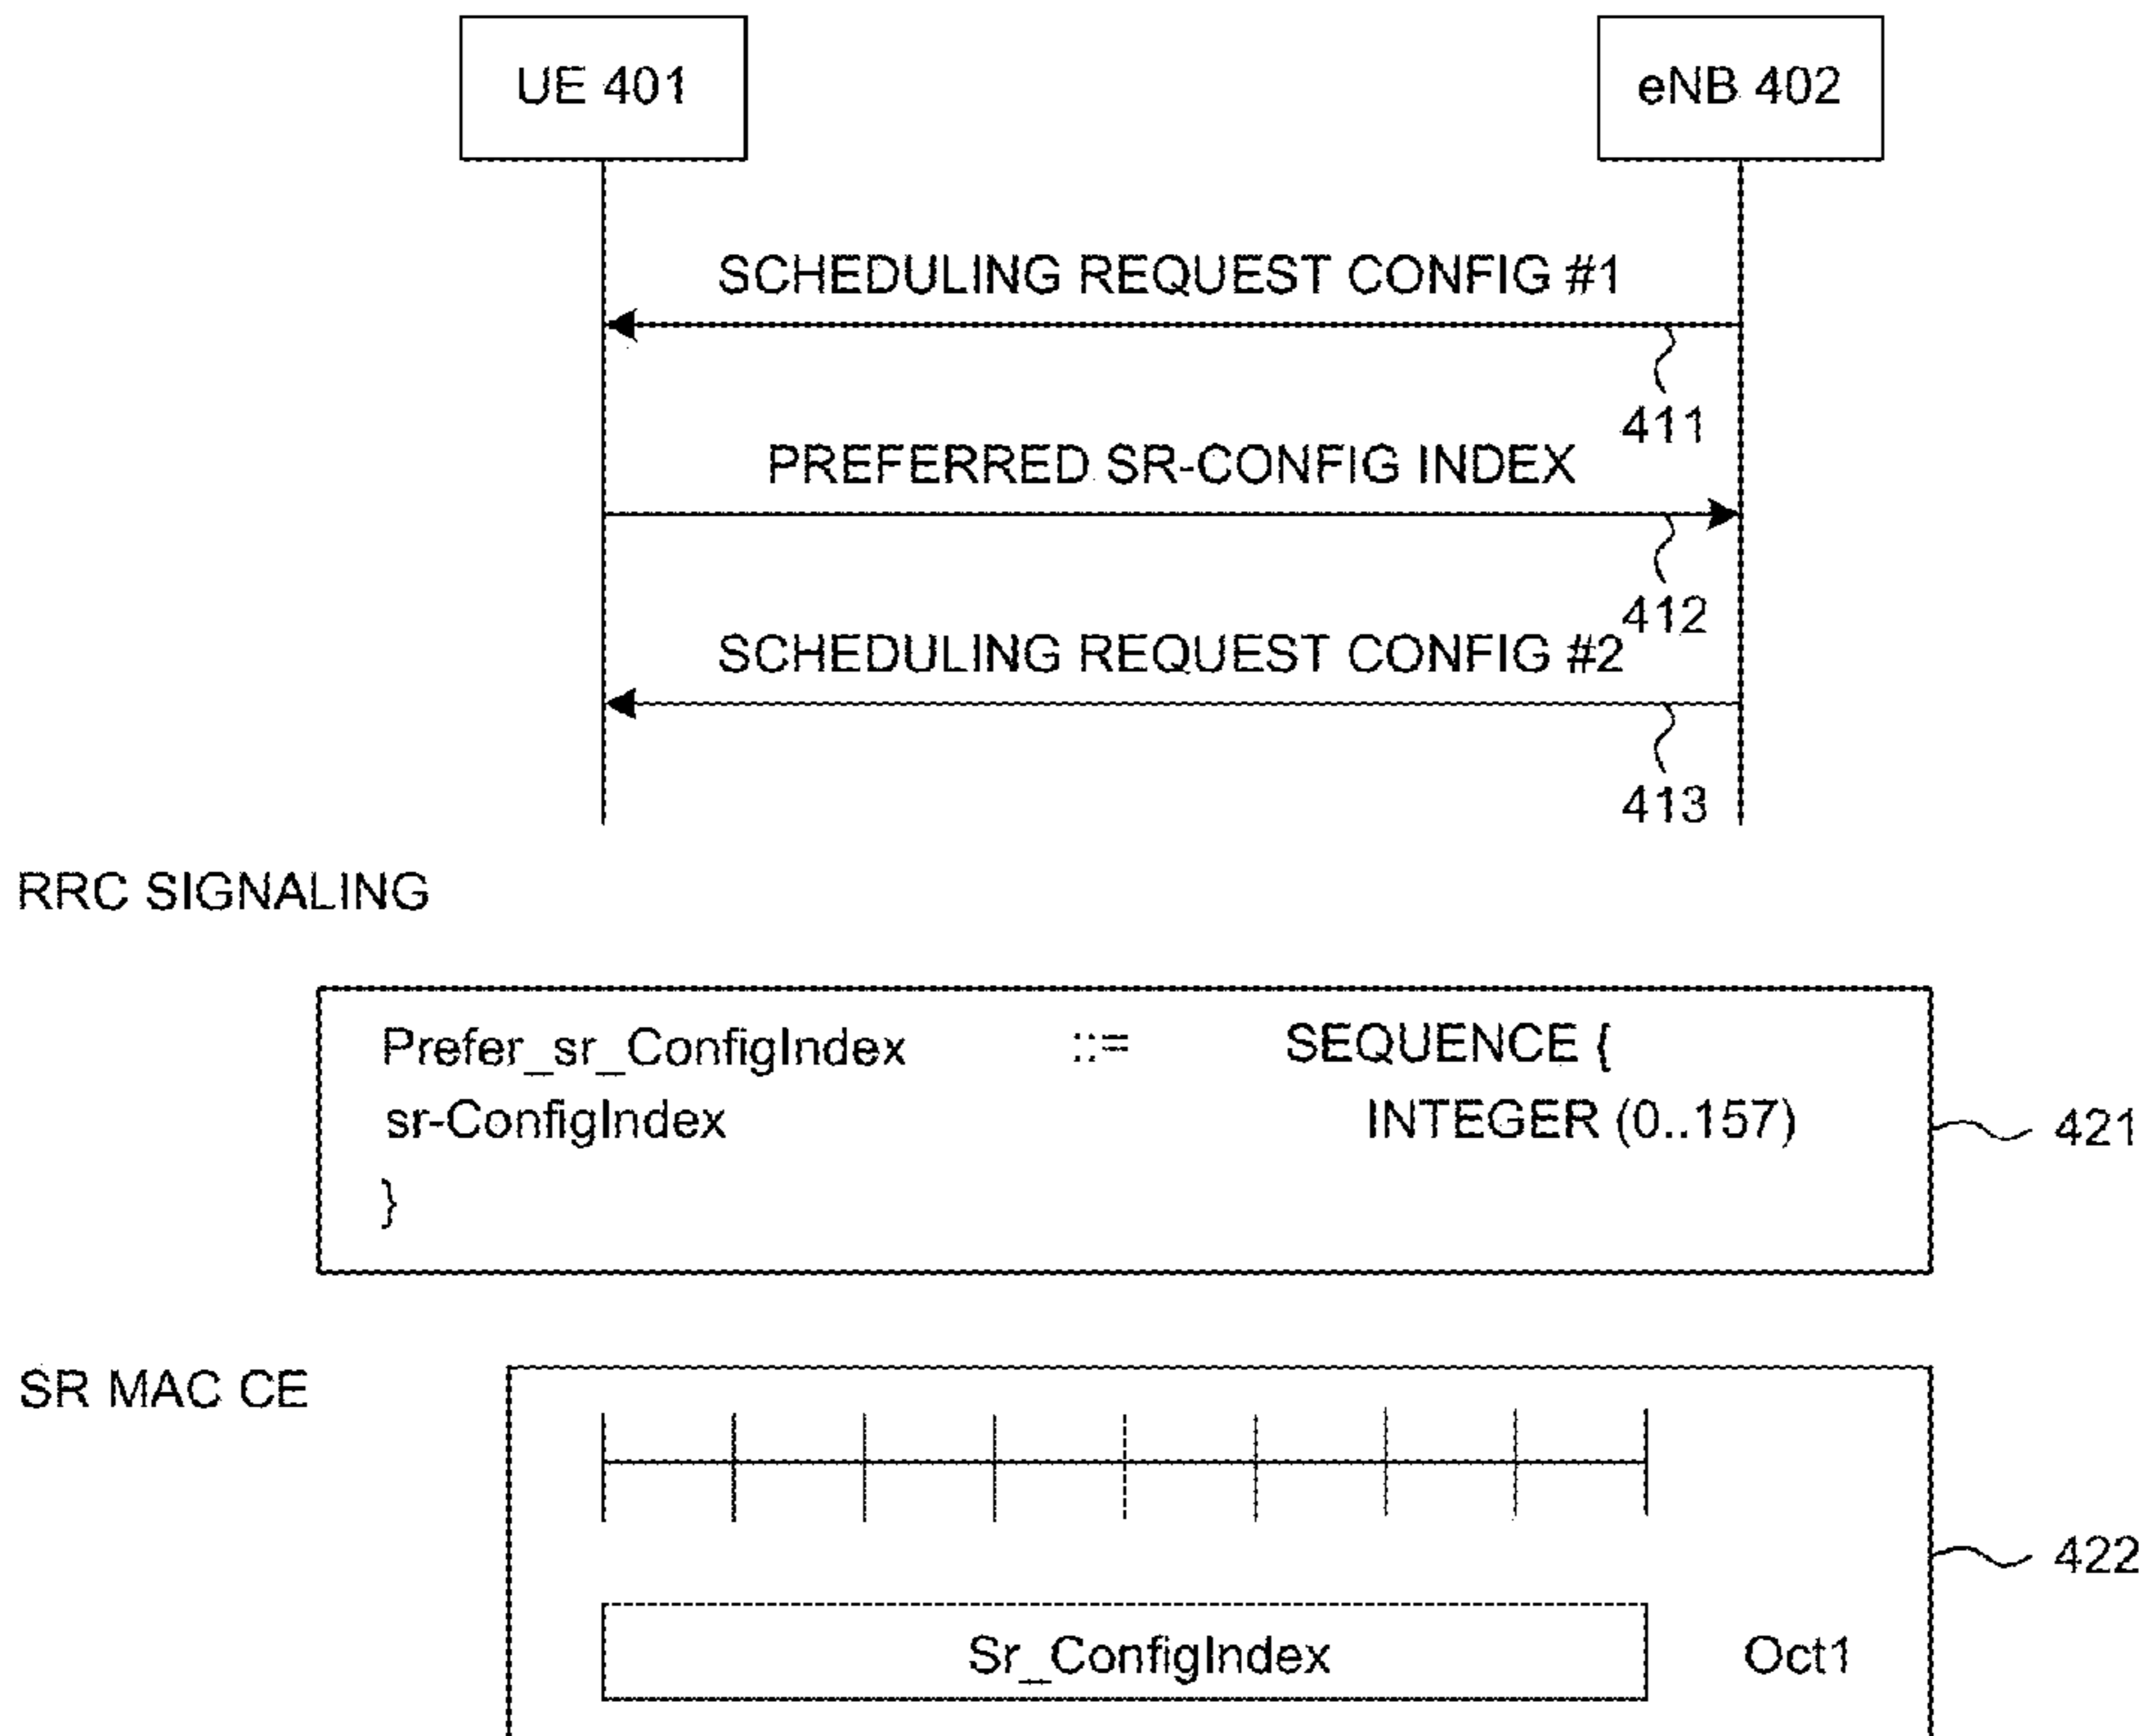 UE 401
eNB 402
SCHEDULING REQUEST CONFIG #1
411
PREFERRED SR-CONFIG INDEX
412
SCHEDULING REQUEST CONFIG #2
413
RRC SIGNALING
Prefer_sr_ConfigIndex ::= SEQUENCE {
sr-ConfigIndex INTEGER (0..157)
}
421
SR MAC CE
422
Sr_ConfigIndex Oct1